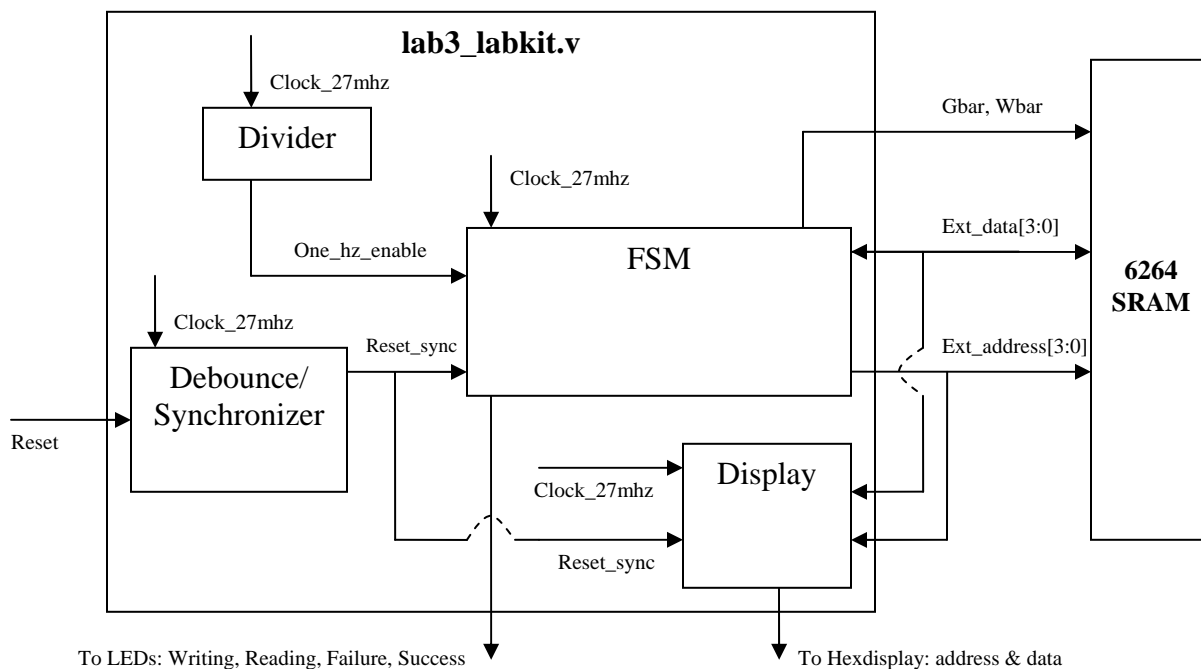 lab3_labkit.v
Clock_27mhz
Gbar, Wbar
Divider
Clock_27mhz
Ext_data[3:0]
One_hz_enable
FSM
6264
SRAM
Clock_27mhz
Reset_sync
Ext_address[3:0]
Debounce/
Synchronizer
Reset
Display
Clock_27mhz
Reset_sync
To LEDs: Writing, Reading, Failure, Success
To Hexdisplay: address & data